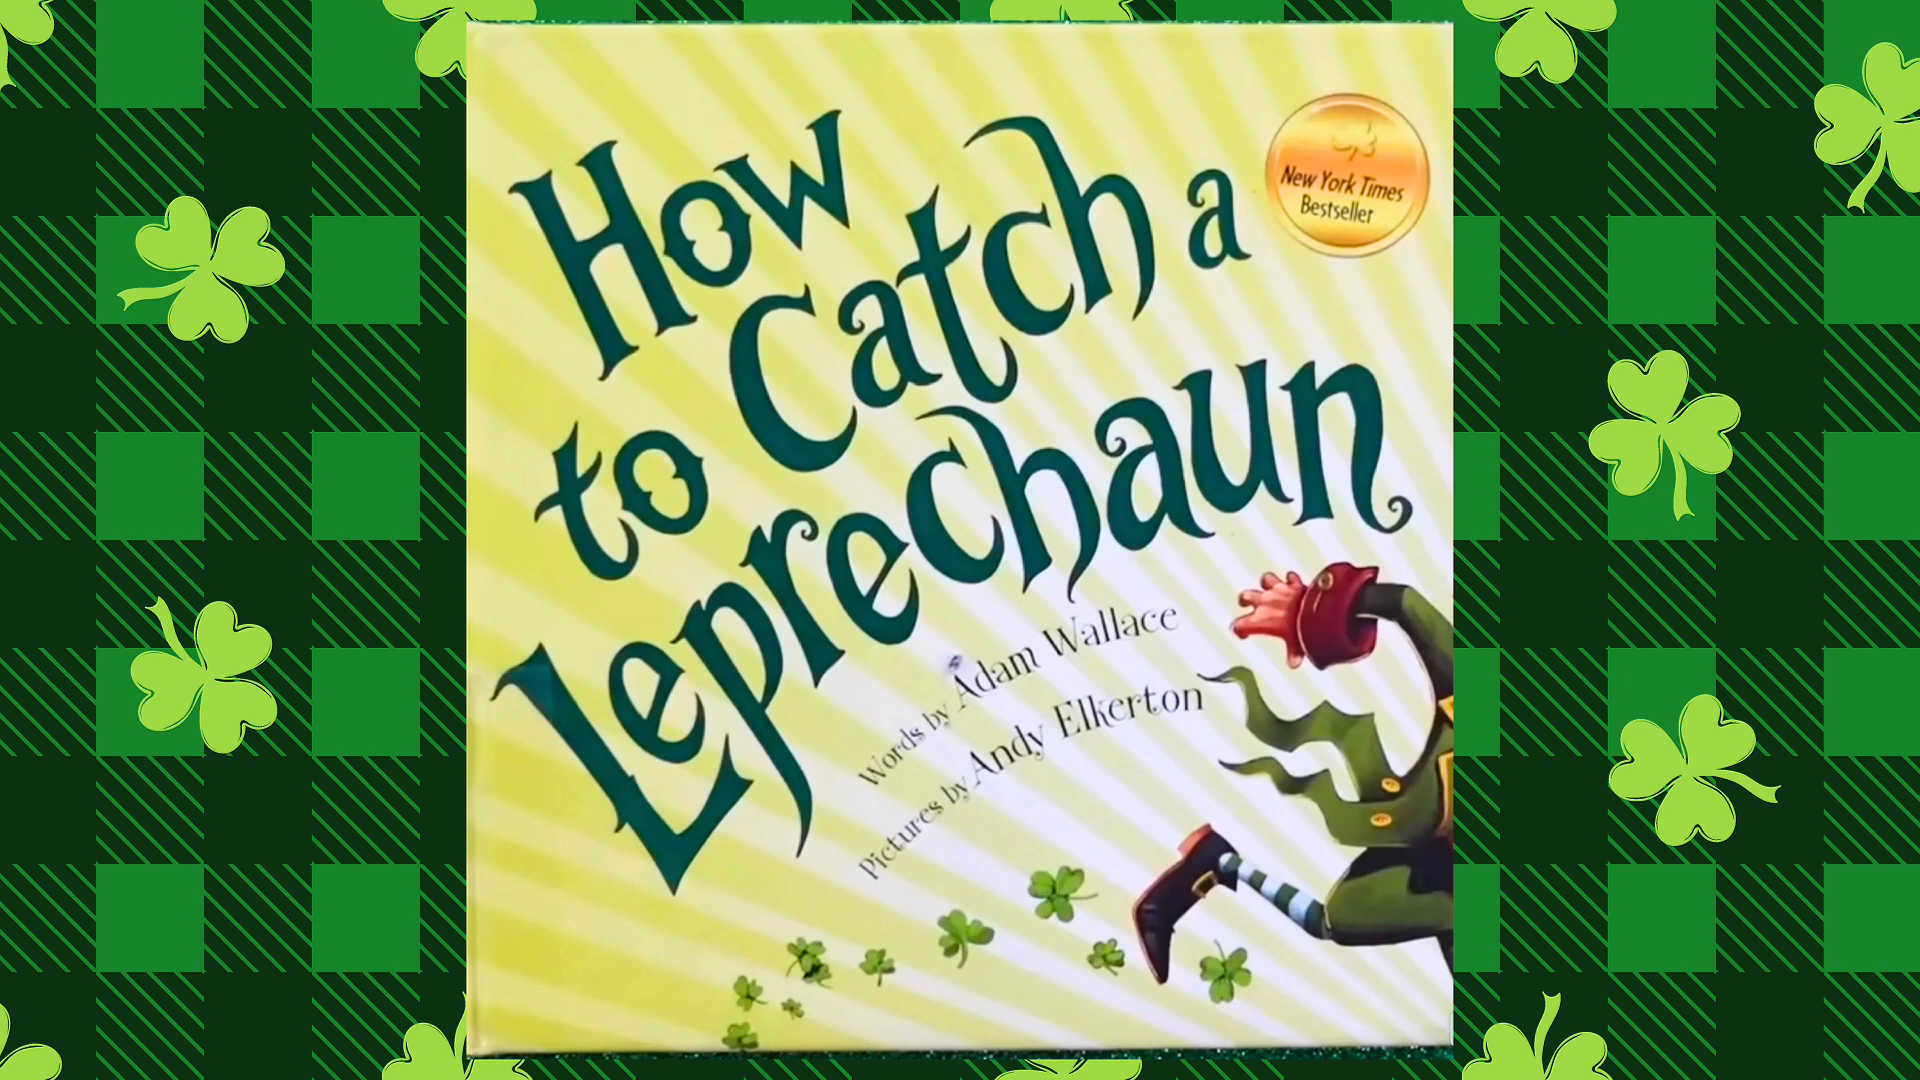 How
to Catch a
Leprechaun
New York Times
Bestseller
Words by Adam Wallace
Pictures by Andy Elkerton